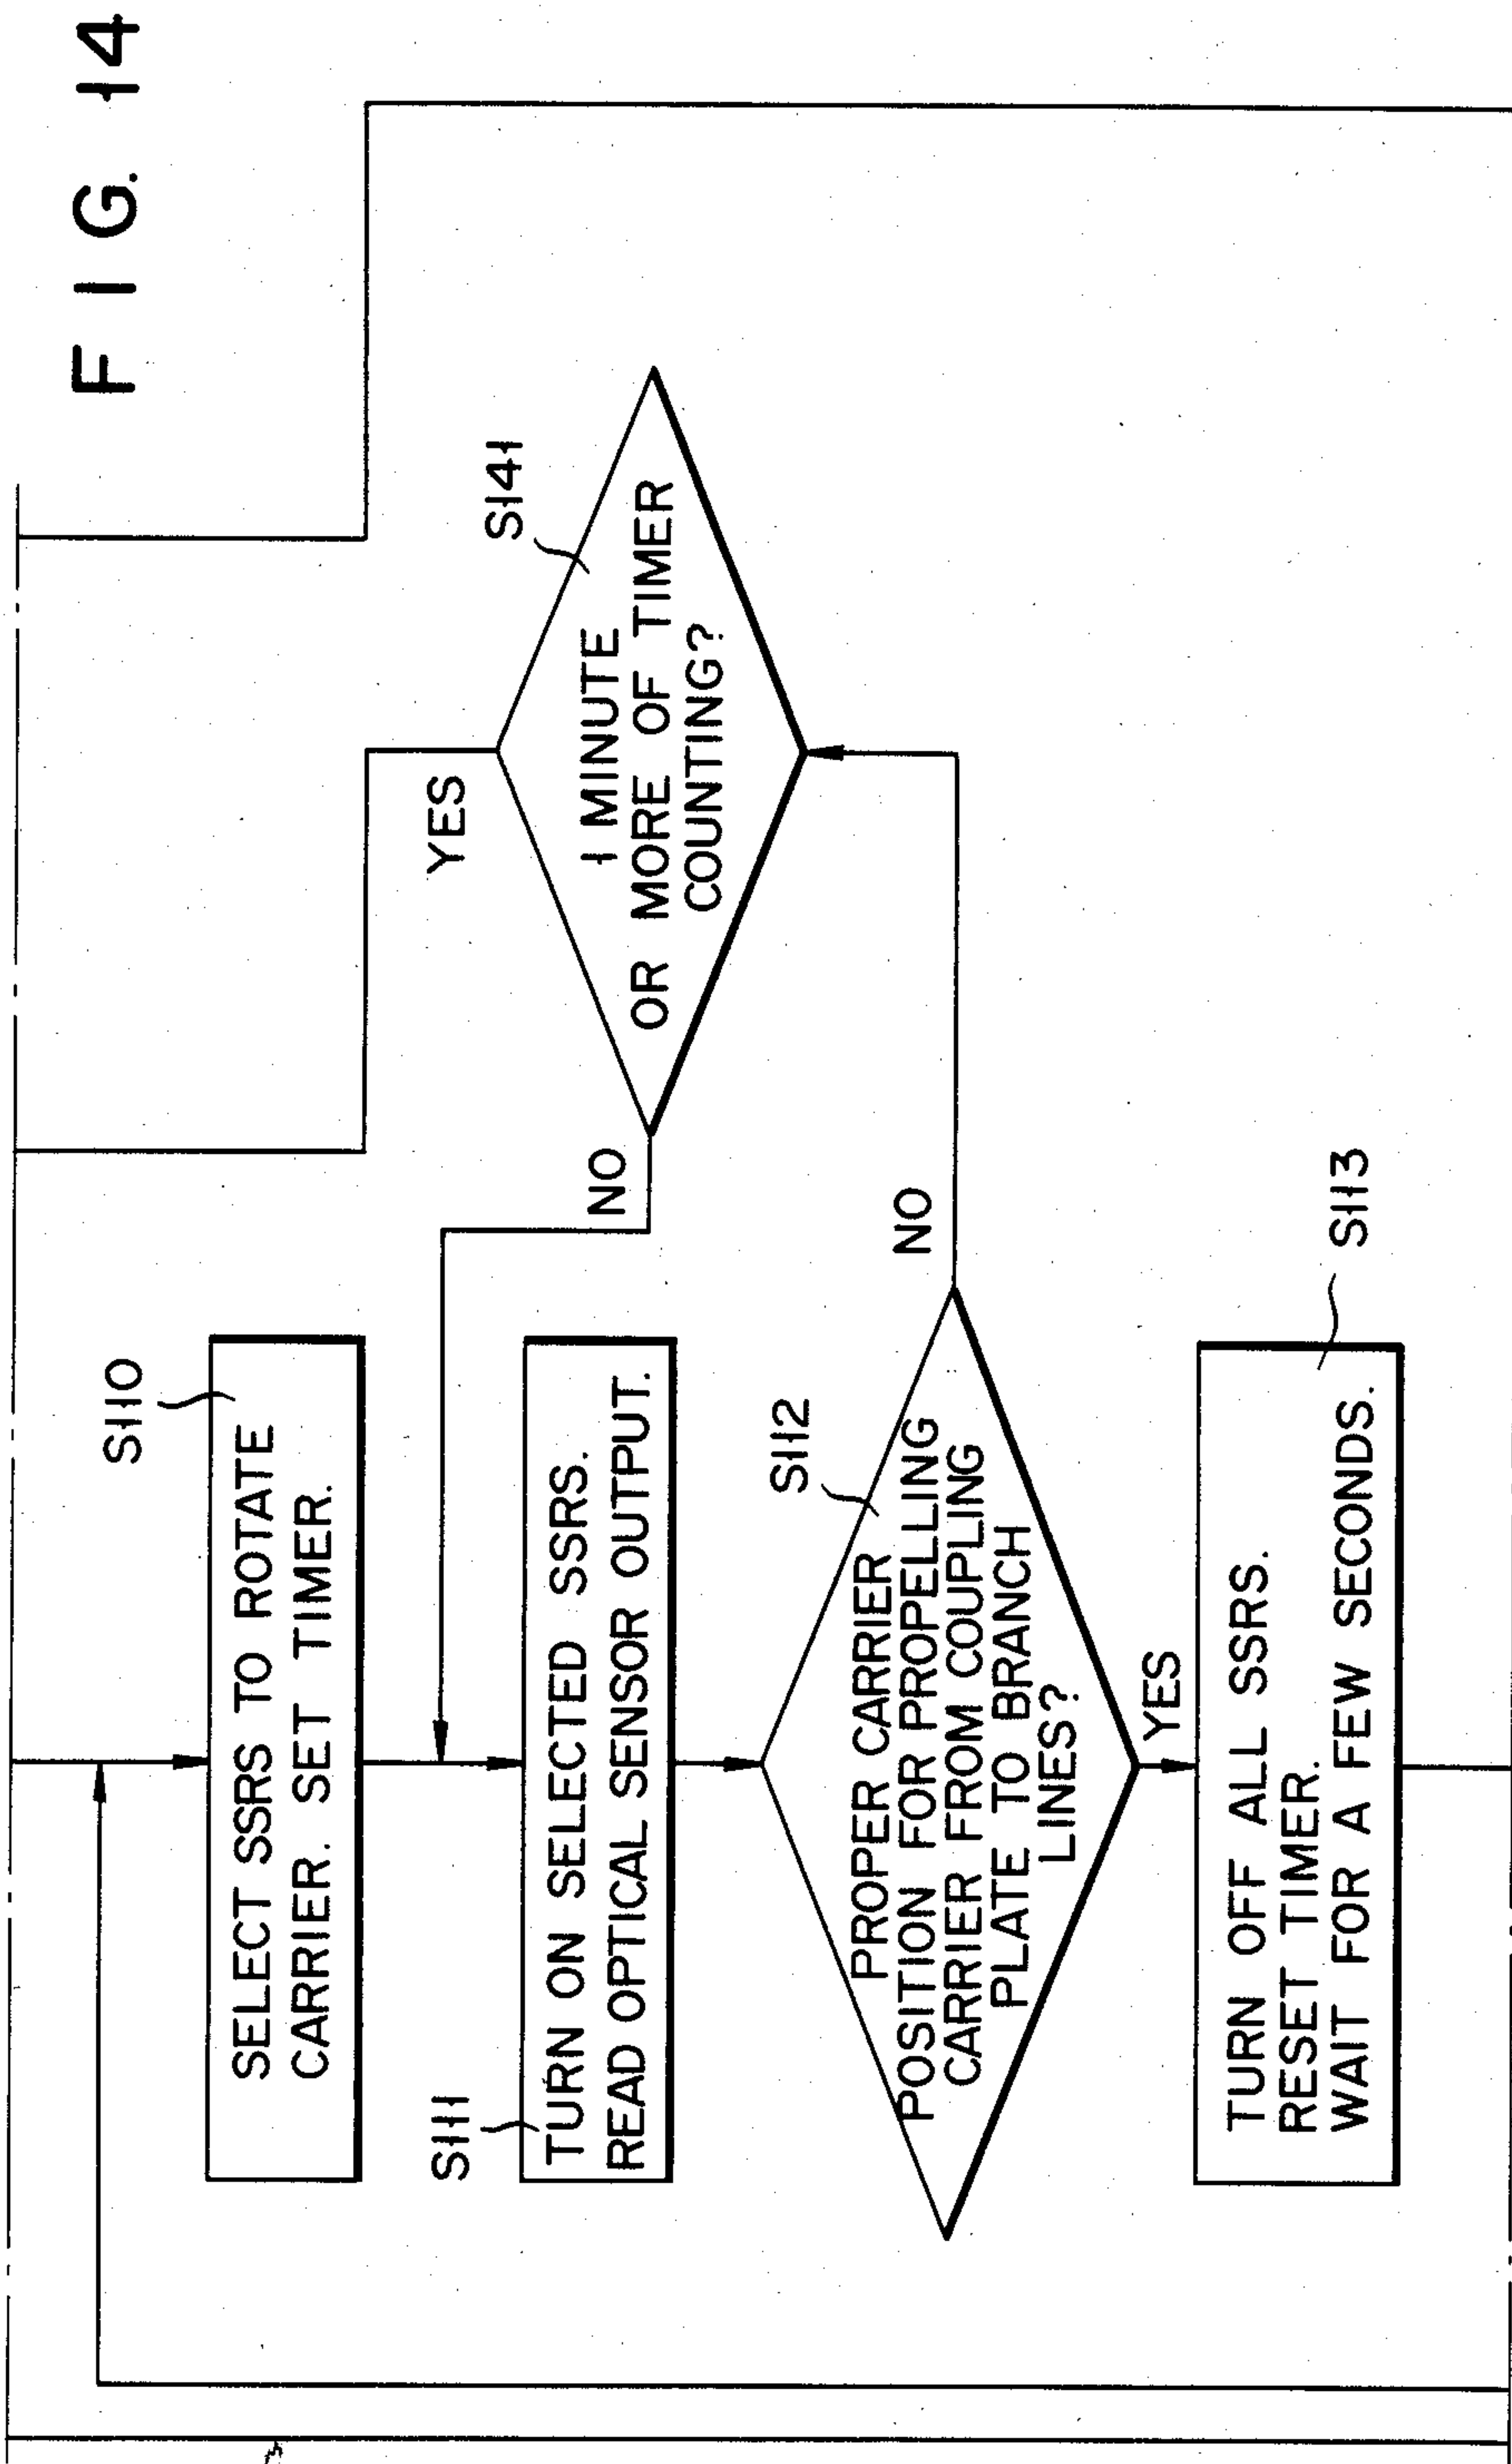 FIG. 14
S110
SELECT SSRS TO ROTATE
CARRIER. SET TIMER.
S111
TURN ON SELECTED SSRS.
READ OPTICAL SENSOR OUTPUT.
NO
S141
1 MINUTE
OR MORE OF TIMER
COUNTING?
YES
S112
PROPER CARRIER
POSITION FOR PROPELLING
CARRIER FROM COUPLING
PLATE TO BRANCH
LINES?
NO
YES
S113
TURN OFF ALL SSRS.
RESET TIMER.
WAIT FOR A FEW SECONDS.